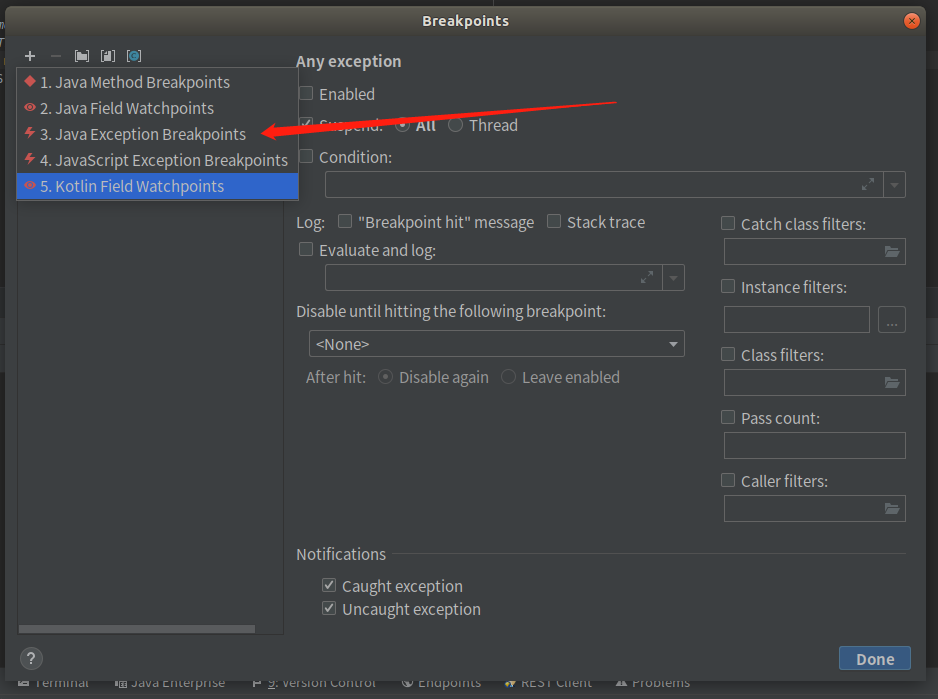 Breakpoints
Any exception
1. Java Method Breakpoints
2. Java Field Watchpoints
3. Java Exception Breakpoints
4. JavaScript Exception Breakpoints
5. Kotlin Field Watchpoints
Enabled
Suspend: All Thread
Condition:
Log: "Breakpoint hit" message Stack trace
Evaluate and log:
Disable until hitting the following breakpoint:
<None>
After hit: Disable again Leave enabled
Catch class filters:
Instance filters:
...
Class filters:
Pass count:
Caller filters:
Notifications
Caught exception
Uncaught exception
? Done
Terminal Java Enterprise 9: Version Control Endpoints REST Client Problems